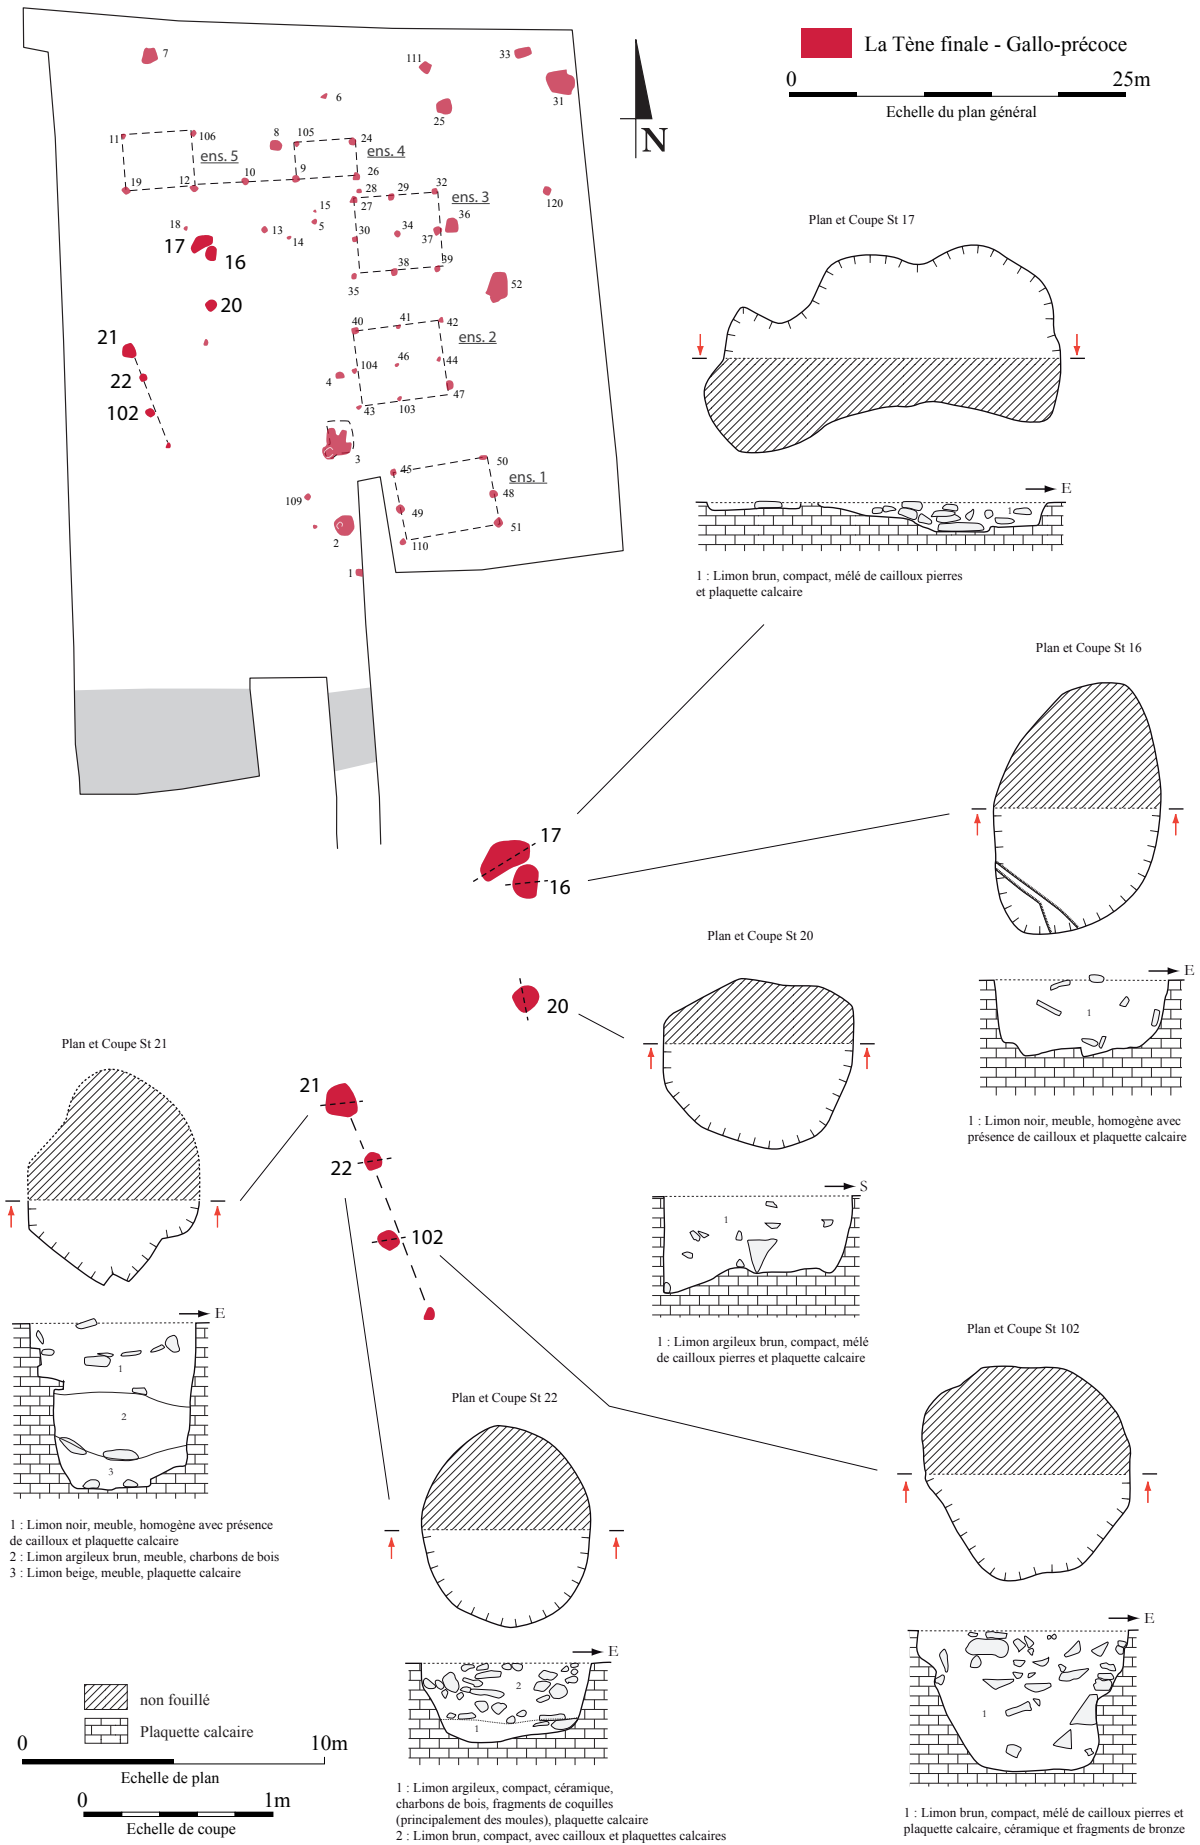 La Tène finale - Gallo-précoce
0 25m
Echelle du plan général
N
7
111
33
31
6
25
11
106
8
105
24
ens. 5
ens. 4
19
12
10
9
26
28
29
32
27
ens. 3
120
15
5
36
18
17
13
14
30
34
37
16
38
39
35
52
20
40
41
42
ens. 2
21
46
44
104
4
22
47
102
43
103
3
45
50
ens. 1
109
48
49
51
2
110
1
Plan et Coupe St 17
E
1
1 : Limon brun, compact, mélé de cailloux pierres
et plaquette calcaire
Plan et Coupe St 16
E
1
1 : Limon noir, meuble, homogène avec
présence de cailloux et plaquette calcaire
17
16
20
21
22
102
Plan et Coupe St 20
S
1
1 : Limon argileux brun, compact, mélé
de cailloux pierres et plaquette calcaire
Plan et Coupe St 21
E
1
2
3
1 : Limon noir, meuble, homogène avec présence
de cailloux et plaquette calcaire
2 : Limon argileux brun, meuble, charbons de bois
3 : Limon beige, meuble, plaquette calcaire
Plan et Coupe St 22
E
2
1
1 : Limon argileux, compact, céramique,
charbons de bois, fragments de coquilles
(principalement des moules), plaquette calcaire
2 : Limon brun, compact, avec cailloux et plaquettes calcaires
Plan et Coupe St 102
E
1
1 : Limon brun, compact, mélé de cailloux pierres et
plaquette calcaire, céramique et fragments de bronze
non fouillé
Plaquette calcaire
0 10m
Echelle de plan
0 1m
Echelle de coupe